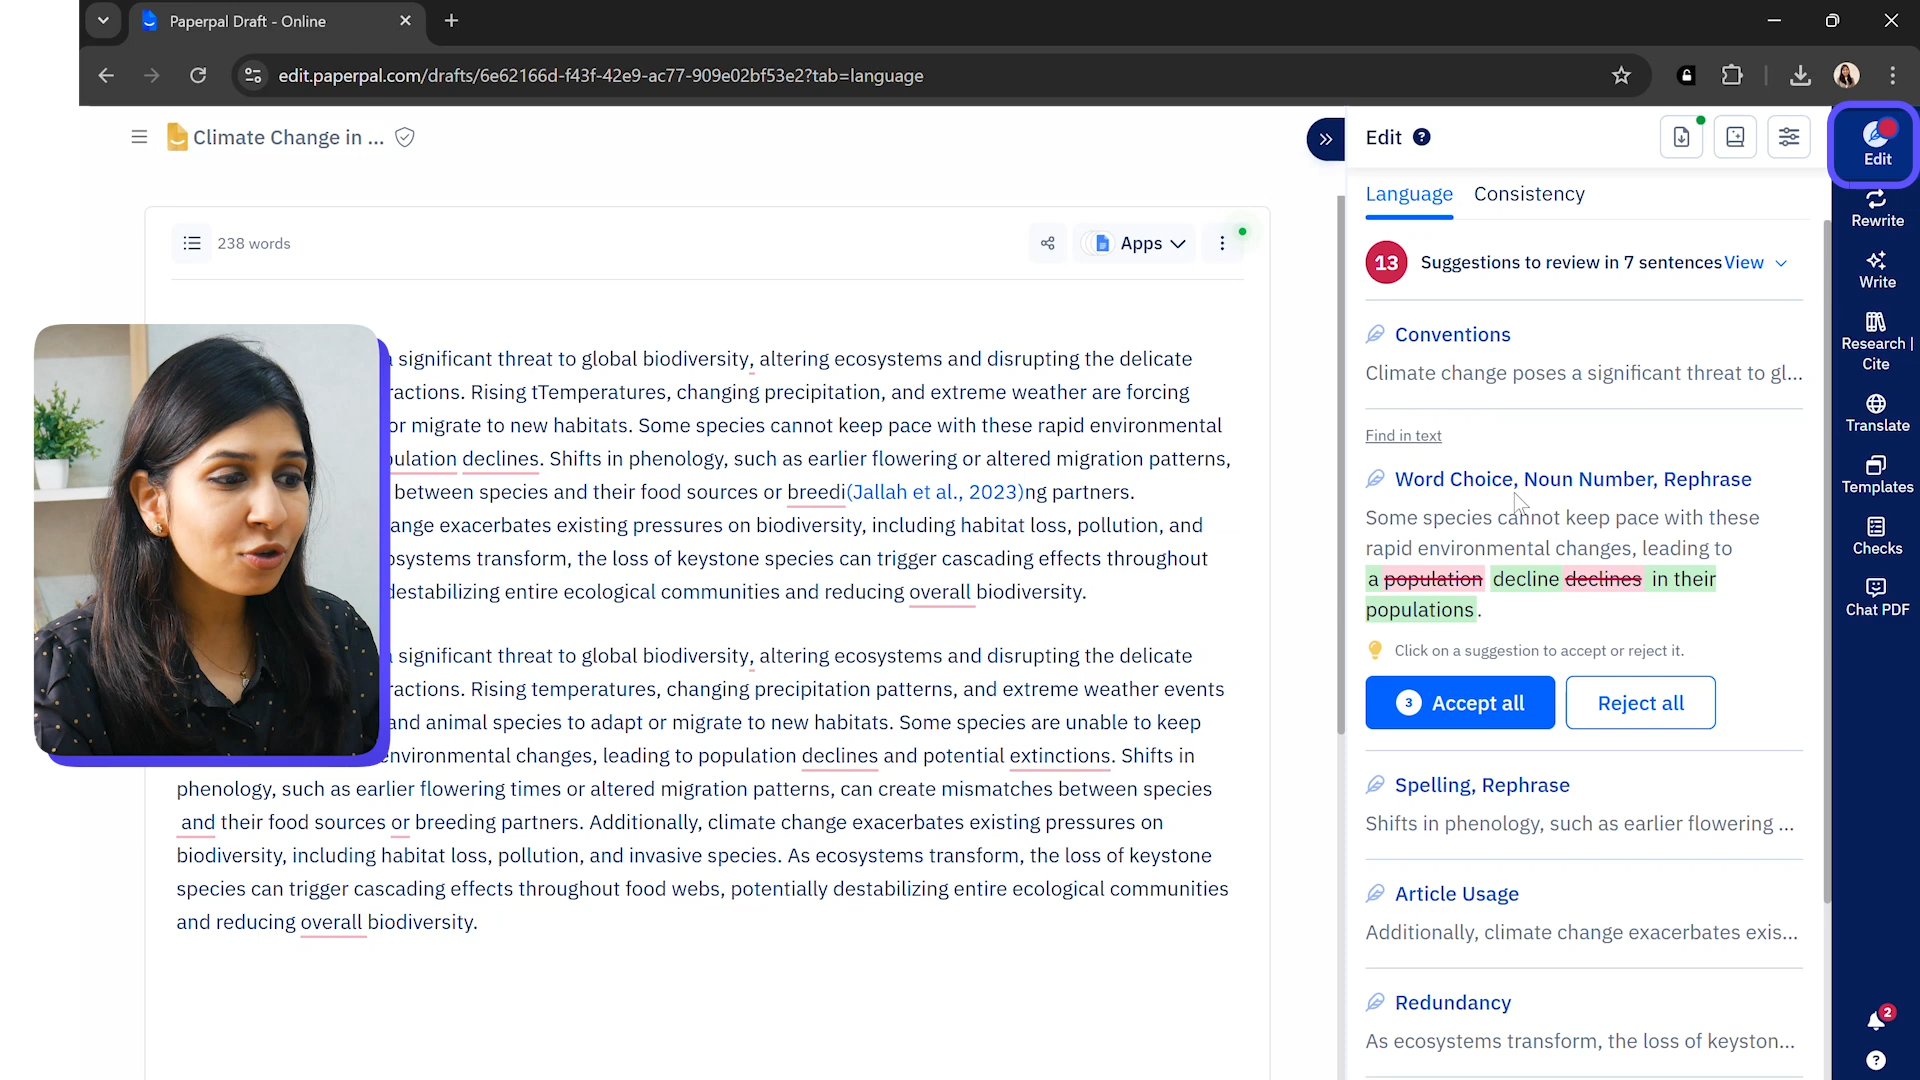 Paperpal Draft - Online
edit.paperpal.com/drafts/6e62166d-f43f-42e9-ac77-909e02bf53e2?tab=language
Climate Change in ...
238 words
Apps
significant threat to global biodiversity, altering ecosystems and disrupting the delicate
ractions. Rising tTemperatures, changing precipitation, and extreme weather are forcing
or migrate to new habitats. Some species cannot keep pace with these rapid environmental
ulation declines. Shifts in phenology, such as earlier flowering or altered migration patterns,
between species and their food sources or breedi(Jallah et al., 2023)ng partners.
ange exacerbates existing pressures on biodiversity, including habitat loss, pollution, and
osystems transform, the loss of keystone species can trigger cascading effects throughout
destabilizing entire ecological communities and reducing overall biodiversity.
significant threat to global biodiversity, altering ecosystems and disrupting the delicate
ractions. Rising temperatures, changing precipitation patterns, and extreme weather events
and animal species to adapt or migrate to new habitats. Some species are unable to keep
environmental changes, leading to population declines and potential extinctions. Shifts in
phenology, such as earlier flowering times or altered migration patterns, can create mismatches between species
and their food sources or breeding partners. Additionally, climate change exacerbates existing pressures on
biodiversity, including habitat loss, pollution, and invasive species. As ecosystems transform, the loss of keystone
species can trigger cascading effects throughout food webs, potentially destabilizing entire ecological communities
and reducing overall biodiversity.
Edit ?
Language Consistency
13 Suggestions to review in 7 sentences View
Conventions
Climate change poses a significant threat to gl...
Find in text
Word Choice, Noun Number, Rephrase
Some species cannot keep pace with these
rapid environmental changes, leading to
a population decline declines in their
populations.
Click on a suggestion to accept or reject it.
3 Accept all Reject all
Spelling, Rephrase
Shifts in phenology, such as earlier flowering ...
Article Usage
Additionally, climate change exacerbates exis...
Redundancy
As ecosystems transform, the loss of keyston...
Edit
Rewrite
Write
Research |
Cite
Translate
Templates
Checks
Chat PDF
2
?